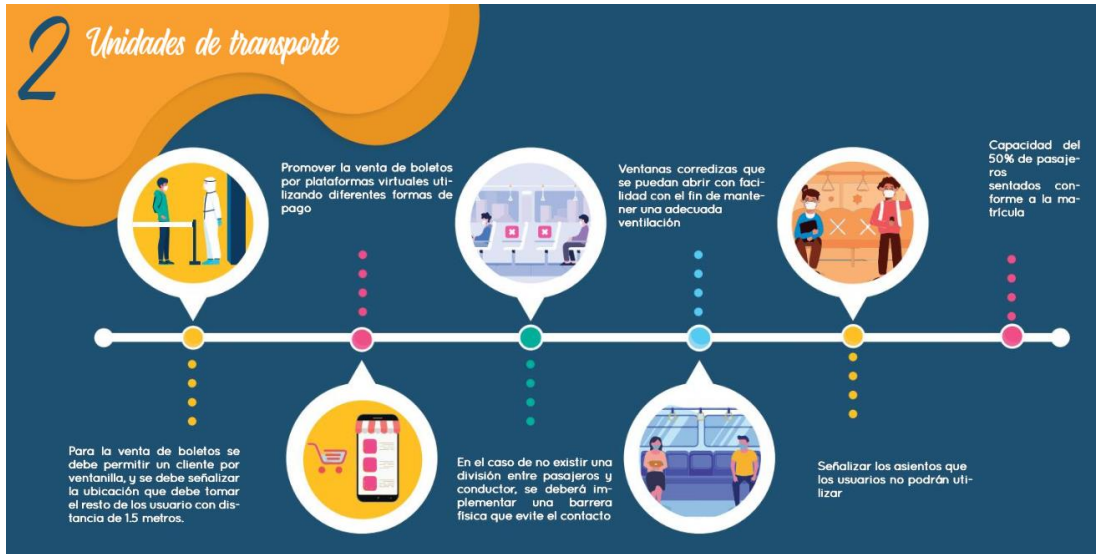 2
Unidades de transporte
Para la venta de boletos se
debe permitir un cliente por
ventanilla, y se debe señalizar
la ubicación que debe tomar
el resto de los usuario con dis-
tancia de 1.5 metros.
Promover la venta de boletos
por plataformas virtuales uti-
lizando diferentes formas de
pago
En el caso de no existir una
división entre pasajeros y
conductor, se deberá im-
plementar una barrera
física que evite el contacto
Ventanas corredizas que
se puedan abrir con faci-
lidad con el fin de mante-
ner una adecuada
ventilación
Señalizar los asientos que
los usuarios no podrán uti-
lizar
Capacidad del
50% de pasaje-
ros
sentados con-
forme a la ma-
trícula